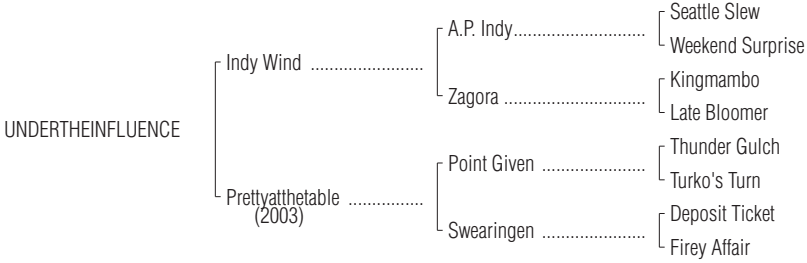 Seattle Slew
A.P. Indy..............................
Weekend Surprise
Indy Wind ..........................
Kingmambo
Zagora ................................
Late Bloomer
UNDERTHEINFLUENCE
Thunder Gulch
Point Given ........................
Turko's Turn
Prettyatthetable .................
(2003)
Deposit Ticket
Swearingen ........................
Firey Affair